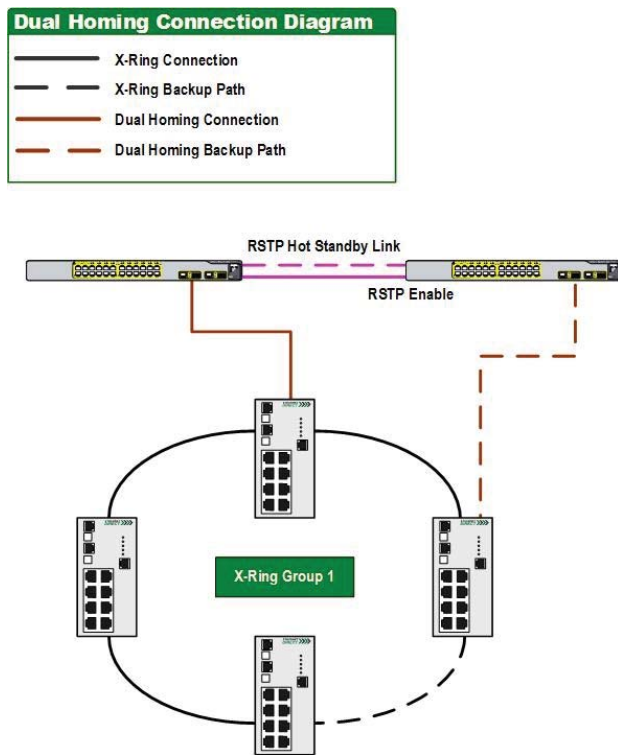 Dual Homing Connection Diagram
X-Ring Connection
X-Ring Backup Path
Dual Homing Connection
Dual Homing Backup Path
RSTP Hot Standby Link
RSTP Enable
X-Ring Group 1